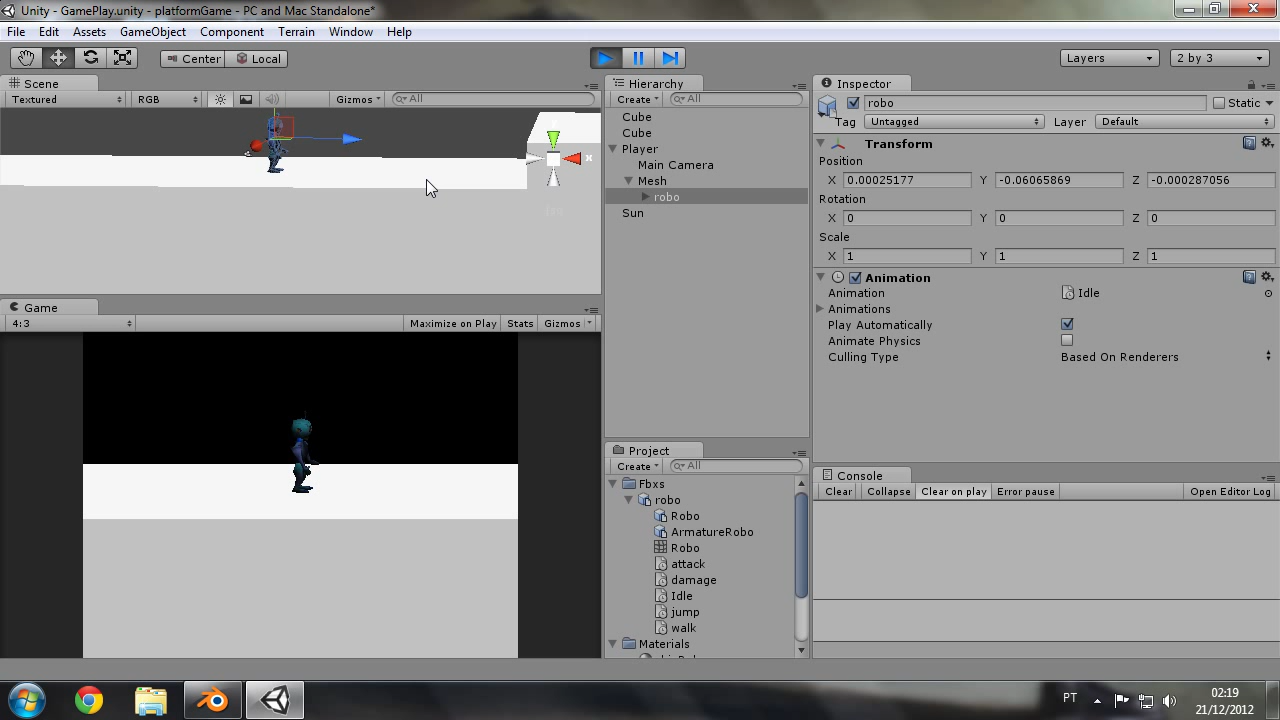 Unity - GamePlay.unity - platformGame - PC and Mac Standalone*
File Edit Assets GameObject Component Terrain Window Help
Center Local Layers 2 by 3
Scene
Textured RGB Gizmos All
x
Game
4:3 Maximize on Play Stats Gizmos
Hierarchy
Create All
Cube
Cube
Player
Main Camera
Mesh
robo
Sun
Project
Create All
Fbxs
robo
Robo
ArmatureRobo
Robo
attack
damage
Idle
jump
walk
Materials
Inspector
robo Static
Tag Untagged Layer Default
Transform
Position
X 0.00025177 Y -0.06065869 Z -0.000287056
Rotation
X 0 Y 0 Z 0
Scale
X 1 Y 1 Z 1
Animation
Animation Idle
Animations
Play Automatically
Animate Physics
Culling Type Based On Renderers
Console
Clear Collapse Clear on play Error pause Open Editor Log
PT 02:19
21/12/2012